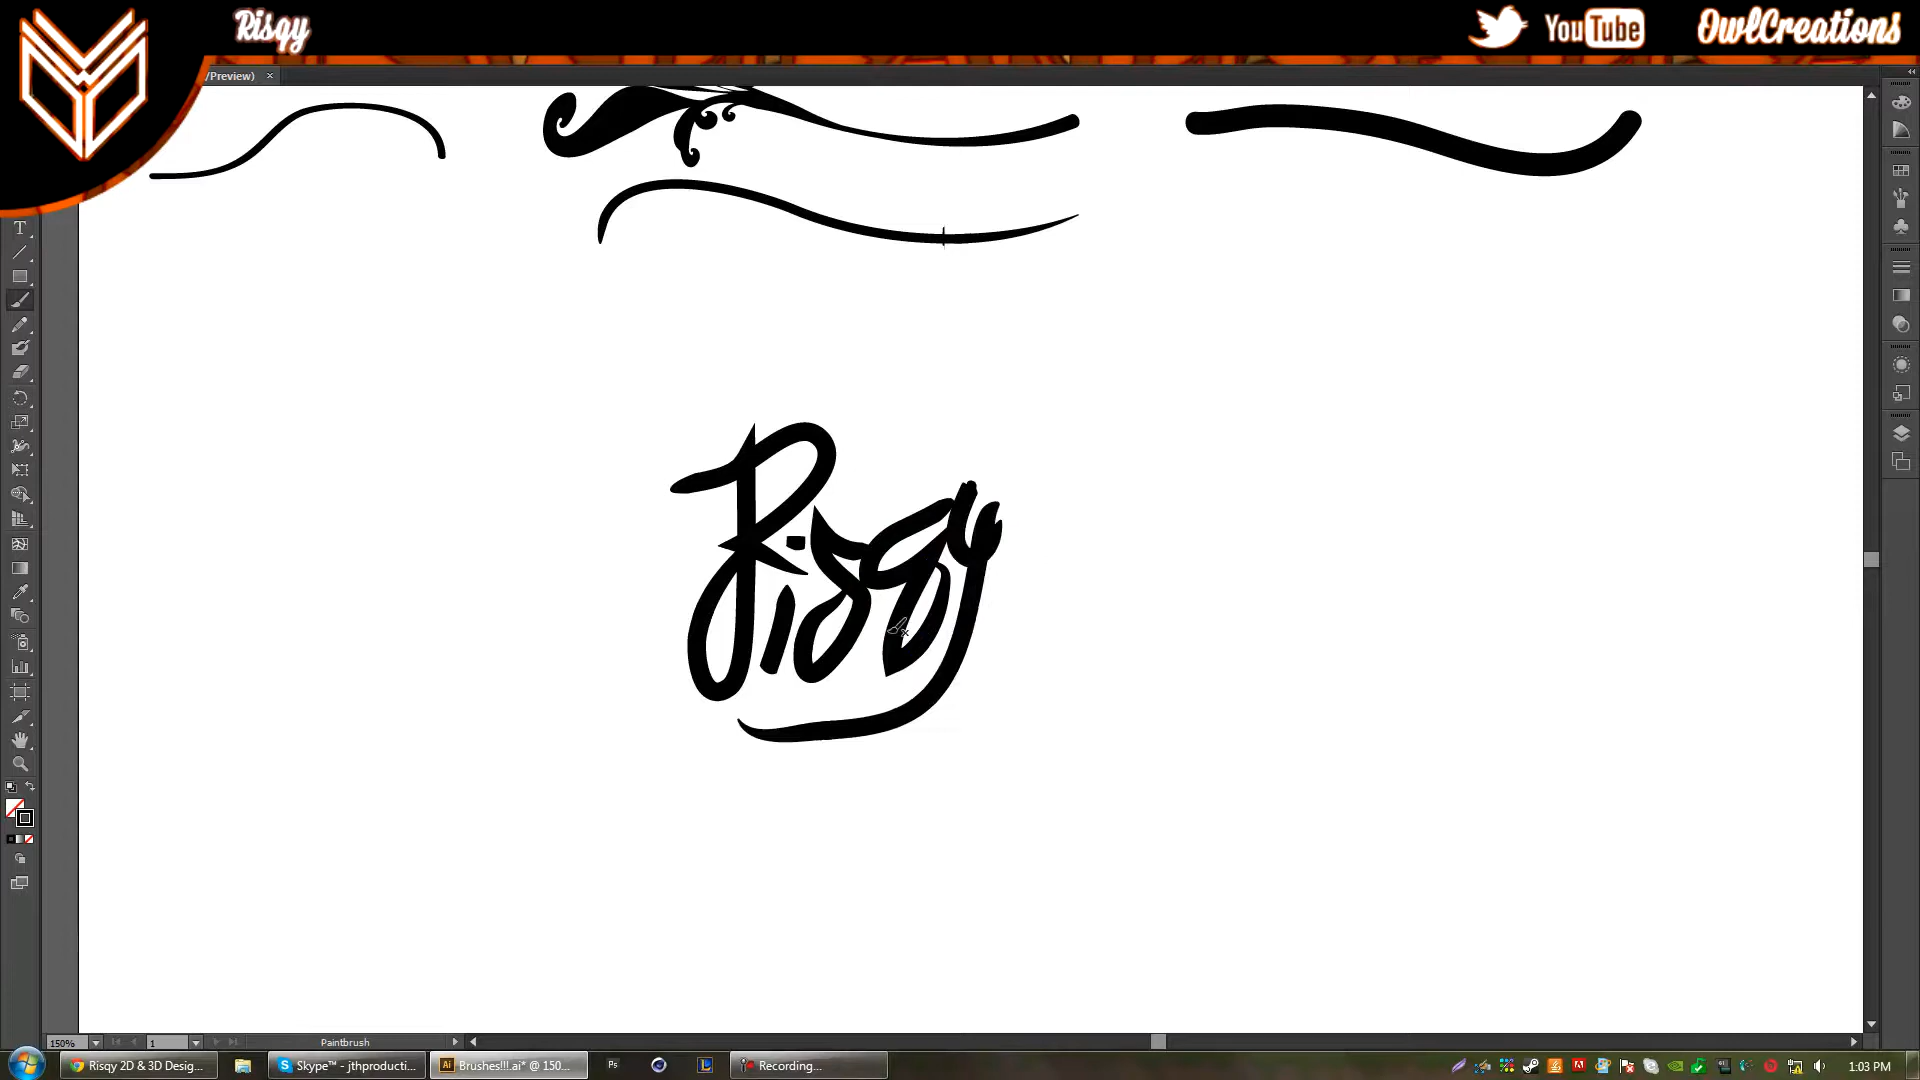 Risqy
YouTube
OwlCreations
/Preview) ×
T
Risqy
150%
1
Paintbrush
Risqy 2D & 3D Desig...
Skype™ - jthproducti...
Ai
Brushes!!!.ai* @ 150...
Ps
Recording...
1:03 PM